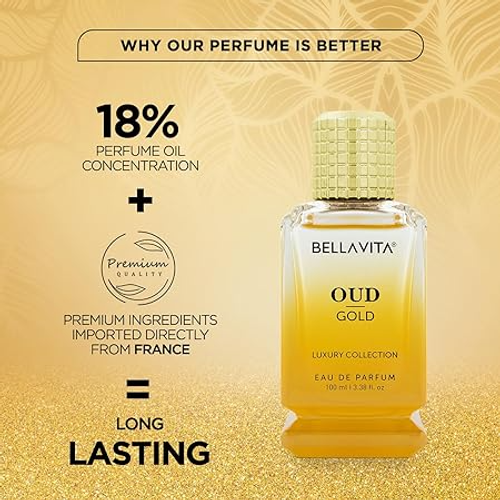 WHY OUR PERFUME IS BETTER
18%
PERFUME OIL
CONCENTRATION
+
Premium
QUALITY
PREMIUM INGREDIENTS
IMPORTED DIRECTLY
FROM FRANCE
=
LONG
LASTING
BELLAVITA®
OUD
GOLD
LUXURY COLLECTION
EAU DE PARFUM
100 ml | 3.38 fl. oz